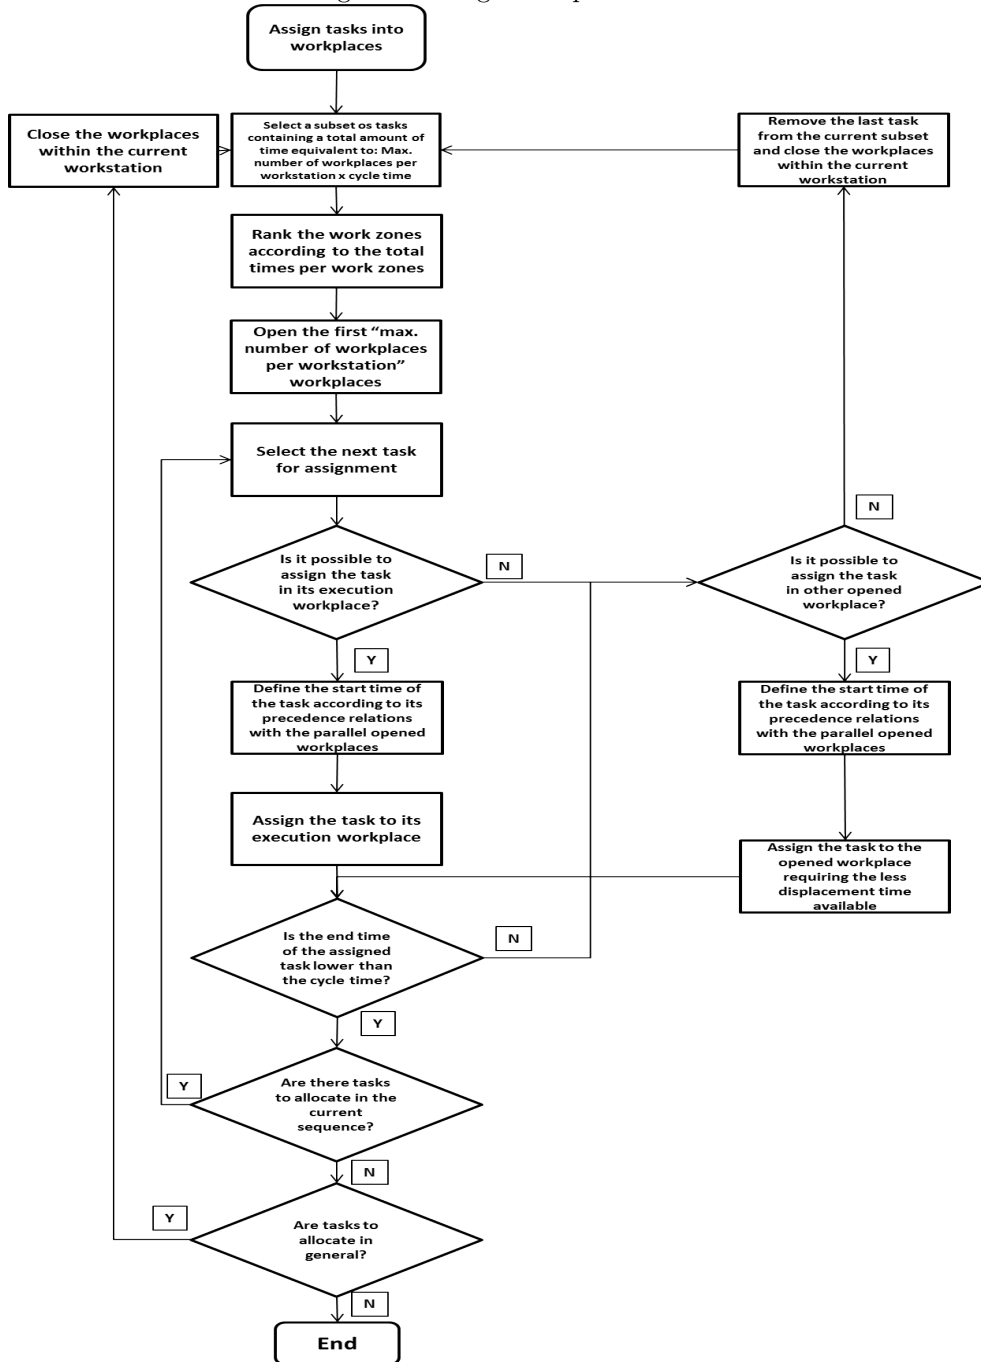 Assign tasks into
workplaces
Close the workplaces
within the current
workstation
Select a subset os tasks
containing a total amount of
time equivalent to: Max.
number of workplaces per
workstation x cycle time
Remove the last task
from the current subset
and close the workplaces
within the current
workstation
Rank the work zones
according to the total
times per work zones
Open the first “max.
number of workplaces
per workstation”
workplaces
Select the next task
for assignment
N
Is it possible to
assign the task
in its execution
workplace?
N
Is it possible to
assign the task
in other opened
workplace?
Y
Y
Define the start time of
the task according to its
precedence relations
with the parallel opened
workplaces
Define the start time of
the task according to its
precedence relations
with the parallel opened
workplaces
Assign the task to its
execution workplace
Assign the task to the
opened workplace
requiring the less
displacement time
available
Is the end time
of the assigned
task lower than
the cycle time?
N
Y
Are there tasks
to allocate in the
current
sequence?
Y
N
Are tasks to
allocate in
general?
Y
N
End